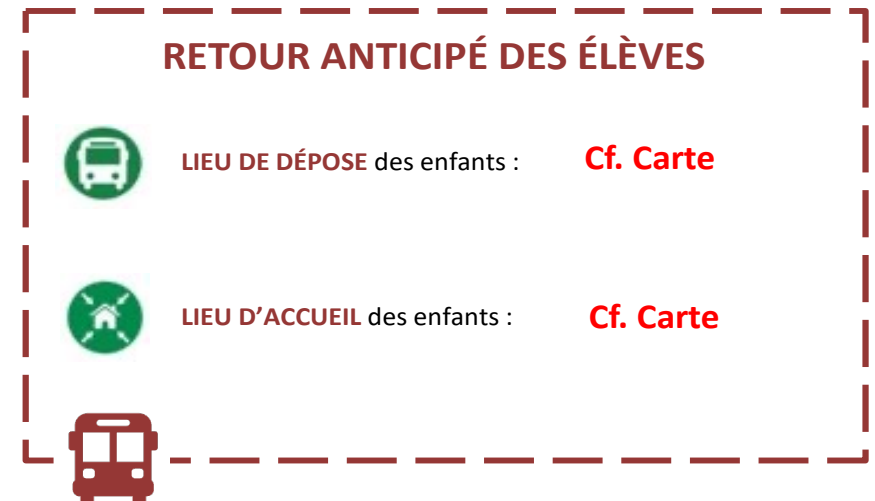 RETOUR ANTICIPÉ DES ÉLÈVES
LIEU DE DÉPOSE des enfants : Cf. Carte
LIEU D’ACCUEIL des enfants : Cf. Carte